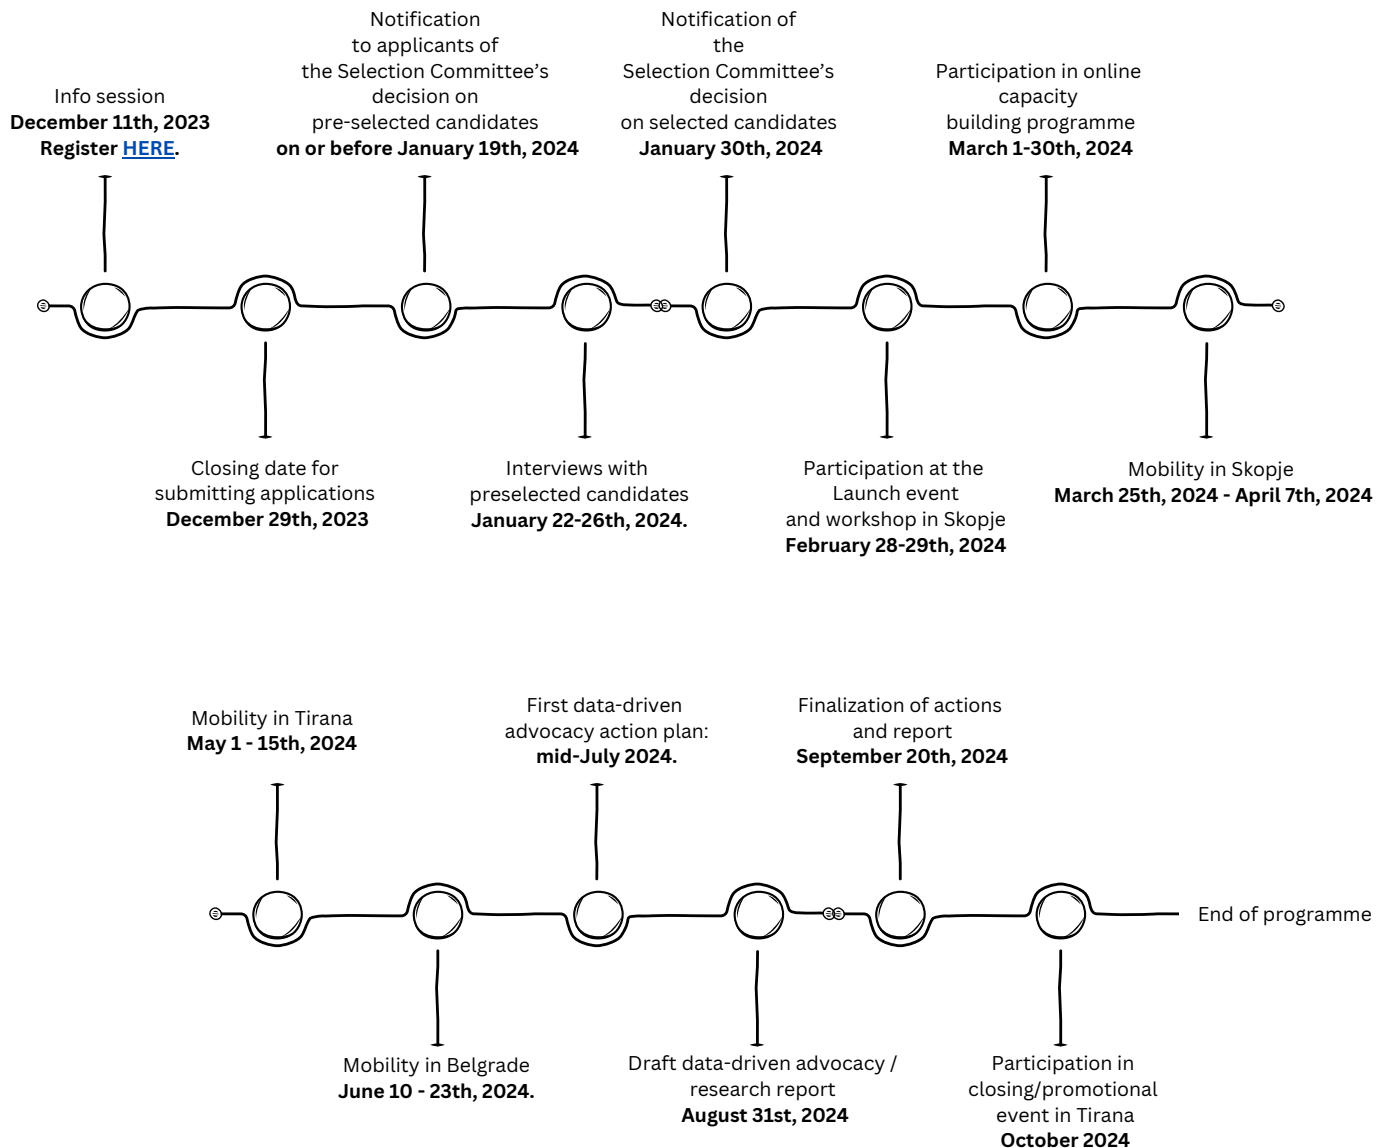 Info session
December 11th, 2023
Register HERE.
Closing date for
submitting applications
December 29th, 2023
Notification
to applicants of
the Selection Committee’s
decision on
pre-selected candidates
on or before January 19th, 2024
Interviews with
preselected candidates
January 22-26th, 2024.
Notification of
the
Selection Committee’s
decision
on selected candidates
January 30th, 2024
Participation at the
Launch event
and workshop in Skopje
February 28-29th, 2024
Participation in online
capacity
building programme
March 1-30th, 2024
Mobility in Skopje
March 25th, 2024 - April 7th, 2024
Mobility in Tirana
May 1 - 15th, 2024
Mobility in Belgrade
June 10 - 23th, 2024.
First data-driven
advocacy action plan:
mid-July 2024.
Draft data-driven advocacy /
research report
August 31st, 2024
Finalization of actions
and report
September 20th, 2024
Participation in
closing/promotional
event in Tirana
October 2024
End of programme